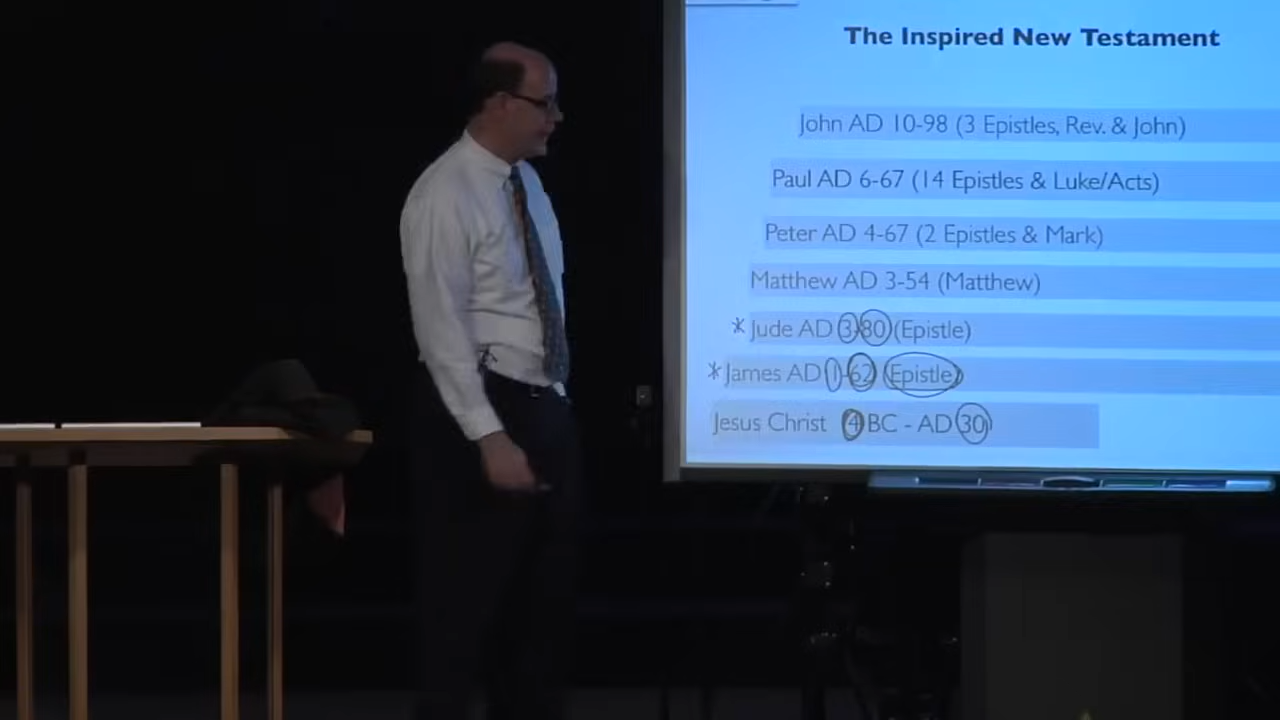 The Inspired New Testament
John AD 10-98 (3 Epistles, Rev. & John)
Paul AD 6-67 (14 Epistles & Luke/Acts)
Peter AD 4-67 (2 Epistles & Mark)
Matthew AD 3-54 (Matthew)
* Jude AD 3-80 (Epistle)
* James AD 1-62 (Epistle)
Jesus Christ 4 BC - AD 30